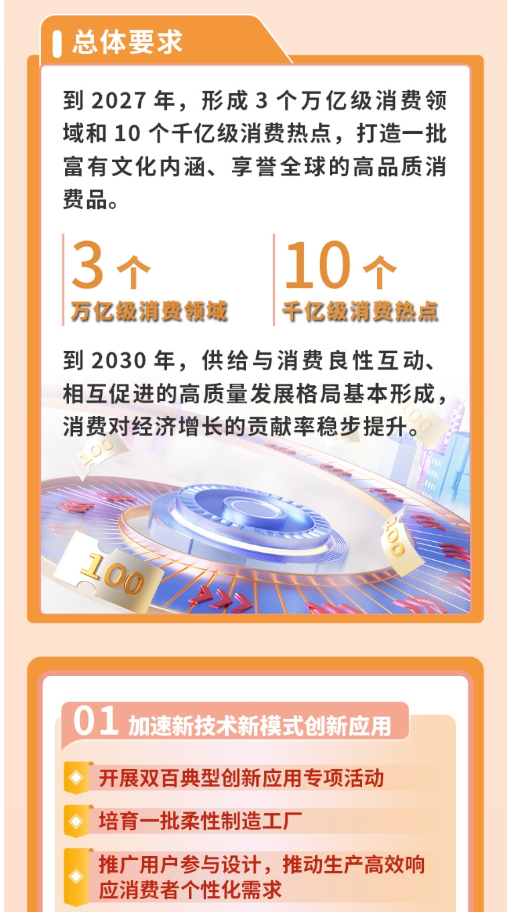 总体要求
到 2027 年，形成 3 个万亿级消费领
域和 10 个千亿级消费热点，打造一批
富有文化内涵、享誉全球的高品质消
费品。
3 个
万亿级消费领域
10 个
千亿级消费热点
到 2030 年，供给与消费良性互动、
相互促进的高质量发展格局基本形成，
消费对经济增长的贡献率稳步提升。
100
100
100
100
01 加速新技术新模式创新应用
开展双百典型创新应用专项活动
培育一批柔性制造工厂
推广用户参与设计，推动生产高效响
应消费者个性化需求